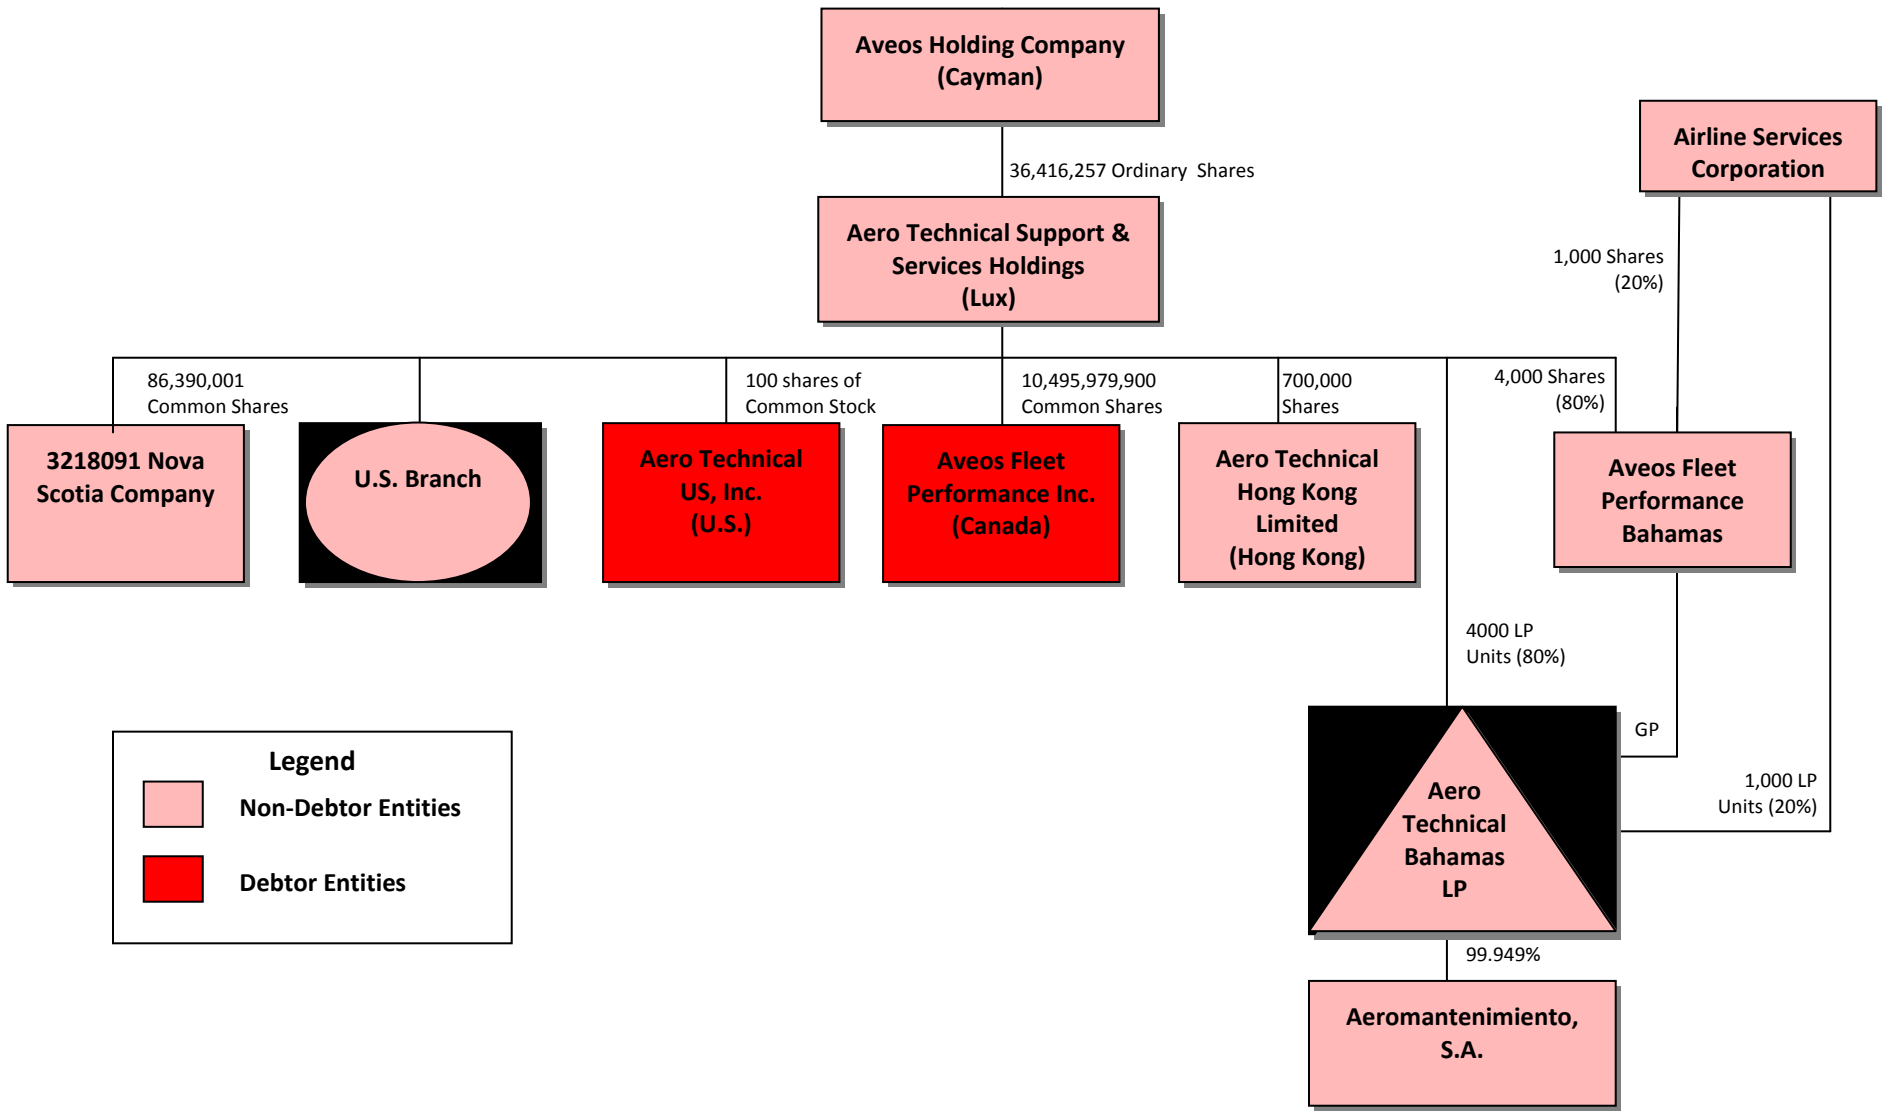 Aveos Holding Company
(Cayman)
Airline Services
Corporation
36,416,257 Ordinary Shares
Aero Technical Support &
Services Holdings
(Lux)
1,000 Shares
(20%)
86,390,001
Common Shares
100 shares of
Common Stock
10,495,979,900
Common Shares
700,000
Shares
4,000 Shares
(80%)
3218091 Nova
Scotia Company
U.S. Branch
Aero Technical
US, Inc.
(U.S.)
Aveos Fleet
Performance Inc.
(Canada)
Aero Technical
Hong Kong
Limited
(Hong Kong)
Aveos Fleet
Performance
Bahamas
4000 LP
Units (80%)
GP
1,000 LP
Units (20%)
Aero
Technical
Bahamas
LP
99.949%
Aeromantenimiento,
S.A.
Legend
Non-Debtor Entities
Debtor Entities